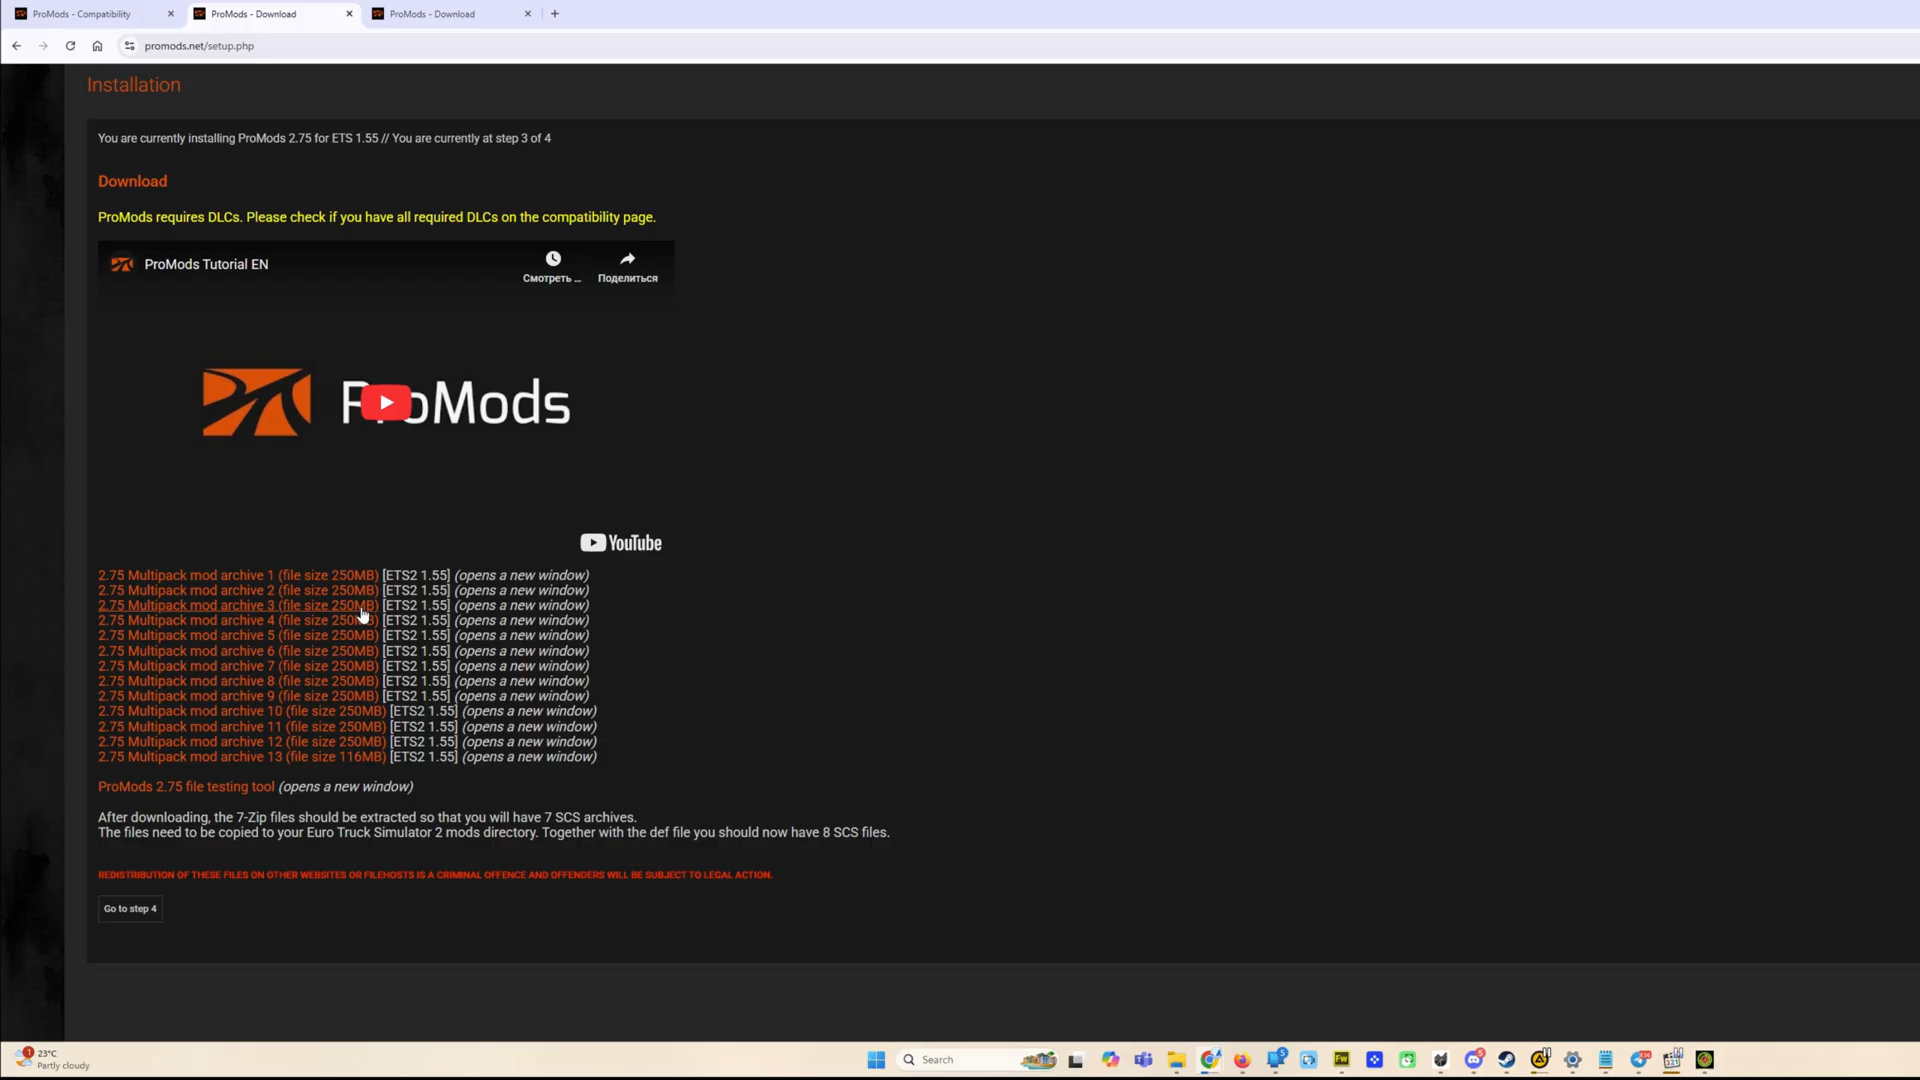 ProMods - Compatibility
ProMods - Download
ProMods - Download
promods.net/setup.php
Installation
You are currently installing ProMods 2.75 for ETS 1.55 // You are currently at step 3 of 4
Download
ProMods requires DLCs. Please check if you have all required DLCs on the compatibility page.
ProMods Tutorial EN
Смотреть ...
Поделиться
ProMods
YouTube
2.75 Multipack mod archive 1 (file size 250MB) [ETS2 1.55] (opens a new window)
2.75 Multipack mod archive 2 (file size 250MB) [ETS2 1.55] (opens a new window)
2.75 Multipack mod archive 3 (file size 250MB) [ETS2 1.55] (opens a new window)
2.75 Multipack mod archive 4 (file size 250MB) [ETS2 1.55] (opens a new window)
2.75 Multipack mod archive 5 (file size 250MB) [ETS2 1.55] (opens a new window)
2.75 Multipack mod archive 6 (file size 250MB) [ETS2 1.55] (opens a new window)
2.75 Multipack mod archive 7 (file size 250MB) [ETS2 1.55] (opens a new window)
2.75 Multipack mod archive 8 (file size 250MB) [ETS2 1.55] (opens a new window)
2.75 Multipack mod archive 9 (file size 250MB) [ETS2 1.55] (opens a new window)
2.75 Multipack mod archive 10 (file size 250MB) [ETS2 1.55] (opens a new window)
2.75 Multipack mod archive 11 (file size 250MB) [ETS2 1.55] (opens a new window)
2.75 Multipack mod archive 12 (file size 250MB) [ETS2 1.55] (opens a new window)
2.75 Multipack mod archive 13 (file size 116MB) [ETS2 1.55] (opens a new window)
ProMods 2.75 file testing tool (opens a new window)
After downloading, the 7-Zip files should be extracted so that you will have 7 SCS archives.
The files need to be copied to your Euro Truck Simulator 2 mods directory. Together with the def file you should now have 8 SCS files.
REDISTRIBUTION OF THESE FILES ON OTHER WEBSITES OR FILEHOSTS IS A CRIMINAL OFFENCE AND OFFENDERS WILL BE SUBJECT TO LEGAL ACTION.
Go to step 4
23°C
Partly cloudy
Search
Fw